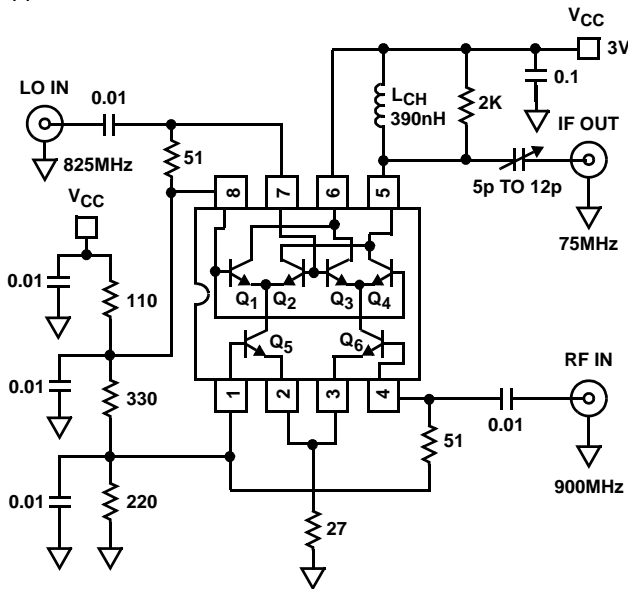 VCC
3V
LO IN
0.01
LCH
390nH
2K
0.1
IF OUT
51
825MHz
5p TO 12p
VCC
8
7
6
5
75MHz
0.01
110
Q1
Q2
Q3
Q4
Q5
Q6
0.01
330
RF IN
1
2
3
4
0.01
51
0.01
220
27
900MHz